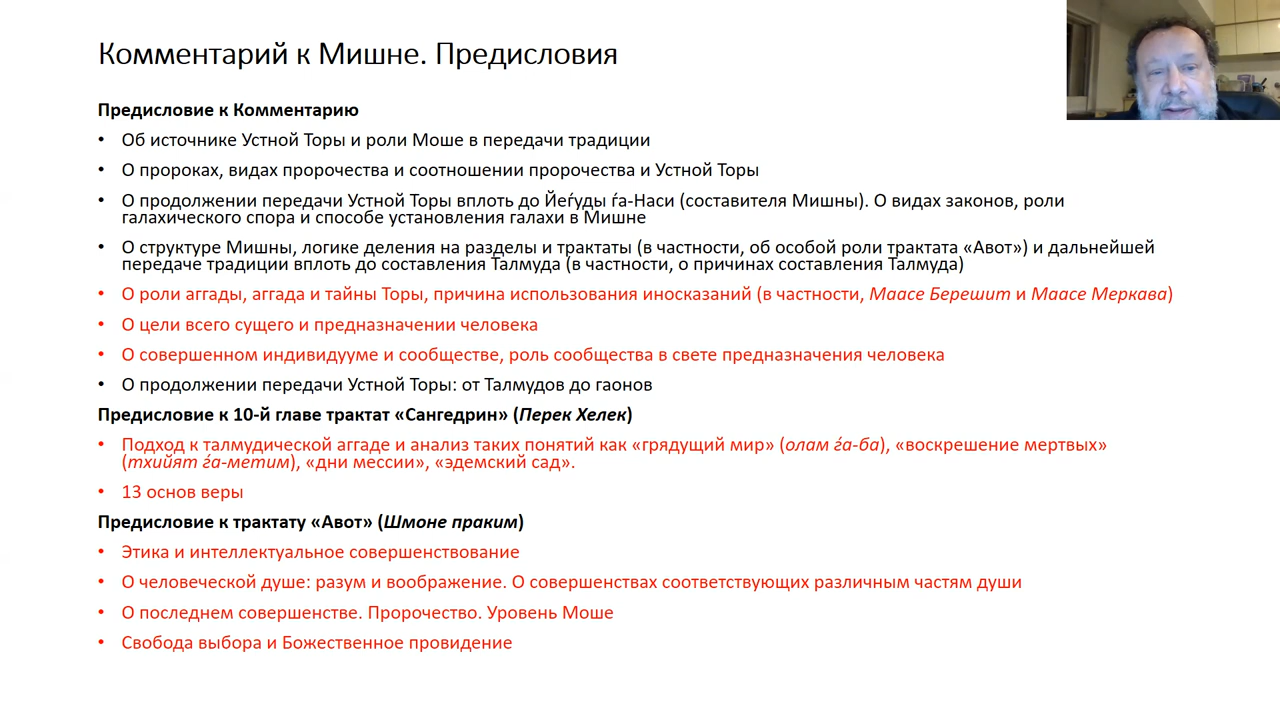 Комментарий к Мишне. Предисловия
Предисловие к Комментарию
• Об источнике Устной Торы и роли Моше в передачи традиции
• О пророках, видах пророчества и соотношении пророчества и Устной Торы
• О продолжении передачи Устной Торы вплоть до Йеѓуды ѓа-Наси (составителя Мишны). О видах законов, роли
галахического спора и способе установления галахи в Мишне
• О структуре Мишны, логике деления на разделы и трактаты (в частности, об особой роли трактата «Авот») и дальнейшей
передаче традиции вплоть до составления Талмуда (в частности, о причинах составления Талмуда)
• О роли аггады, аггада и тайны Торы, причина использования иносказаний (в частности, Маасе Берешит и Маасе Меркава)
• О цели всего сущего и предназначении человека
• О совершенном индивидууме и сообществе, роль сообщества в свете предназначения человека
• О продолжении передачи Устной Торы: от Талмудов до гаонов
Предисловие к 10-й главе трактат «Сангедрин» (Перек Хелек)
• Подход к талмудической аггаде и анализ таких понятий как «грядущий мир» (олам ѓа-ба), «воскрешение мертвых»
(тхийят ѓа-метим), «дни мессии», «эдемский сад».
• 13 основ веры
Предисловие к трактату «Авот» (Шмоне праким)
• Этика и интеллектуальное совершенствование
• О человеческой душе: разум и воображение. О совершенствах соответствующих различным частям души
• О последнем совершенстве. Пророчество. Уровень Моше
• Свобода выбора и Божественное провидение